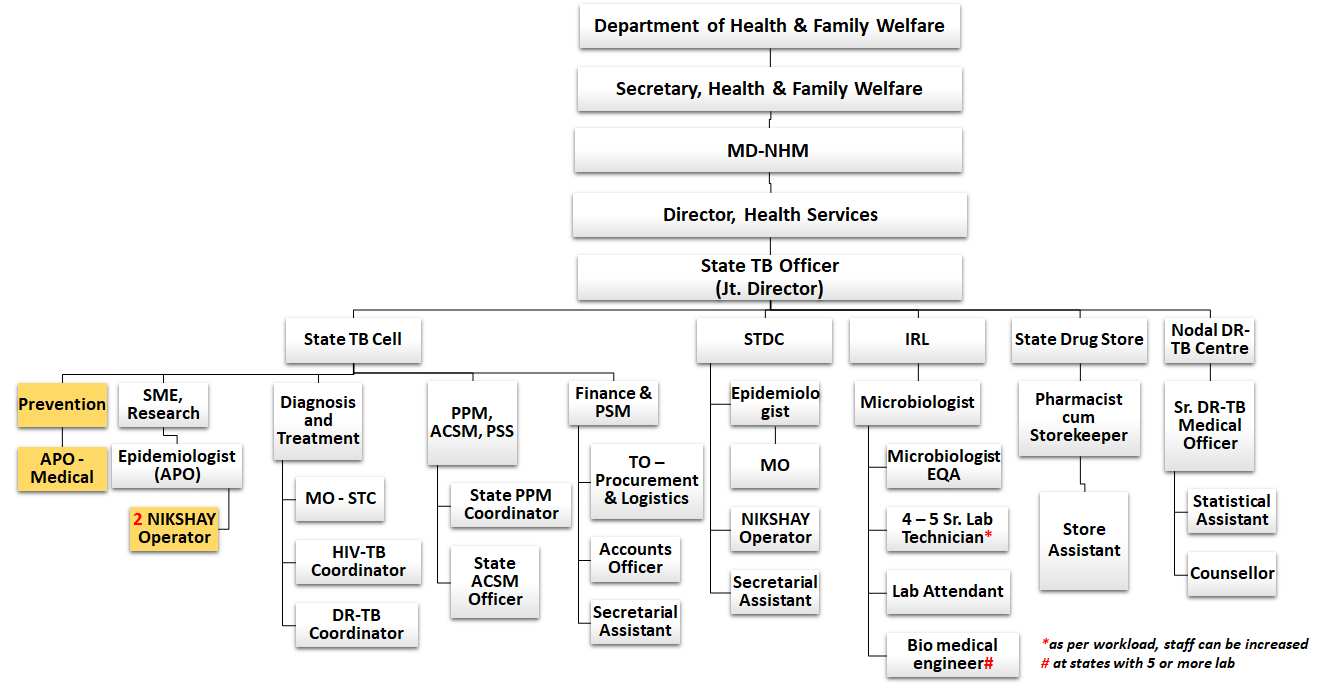 Department of Health & Family Welfare
Secretary, Health & Family Welfare
MD-NHM
Director, Health Services
State TB Officer
(Jt. Director)
State TB Cell
STDC
IRL
State Drug Store
Nodal DR-
TB Centre
Prevention
APO -
Medical
SME,
Research
Epidemiologist
(APO)
2 NIKSHAY
Operator
Diagnosis
and
Treatment
MO - STC
HIV-TB
Coordinator
DR-TB
Coordinator
PPM,
ACSM, PSS
State PPM
Coordinator
State
ACSM
Officer
Finance &
PSM
TO –
Procurement
& Logistics
Accounts
Officer
Secretarial
Assistant
Epidemiolo
gist
MO
NIKSHAY
Operator
Secretarial
Assistant
Microbiologist
Microbiologist
EQA
4 – 5 Sr. Lab
Technician*
Lab Attendant
Bio medical
engineer#
Pharmacist
cum
Storekeeper
Store
Assistant
Sr. DR-TB
Medical
Officer
Statistical
Assistant
Counsellor
*as per workload, staff can be increased
# at states with 5 or more lab